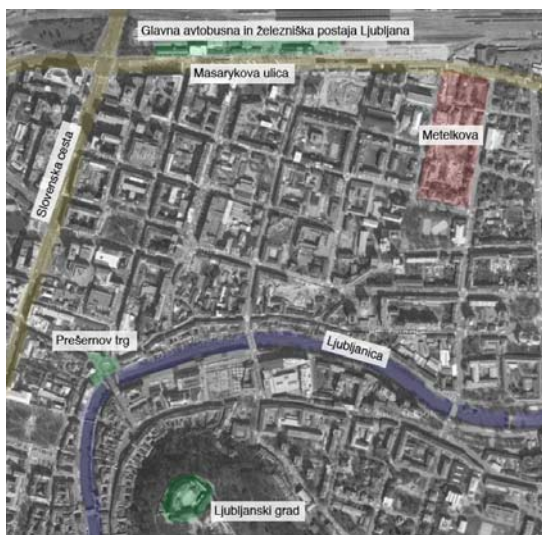 Glavna avtobusna in železniška postaja Ljubljana
Masarykova ulica
Metelkova
Slovenska cesta
Prešernov trg
Ljubljanica
Ljubljanski grad